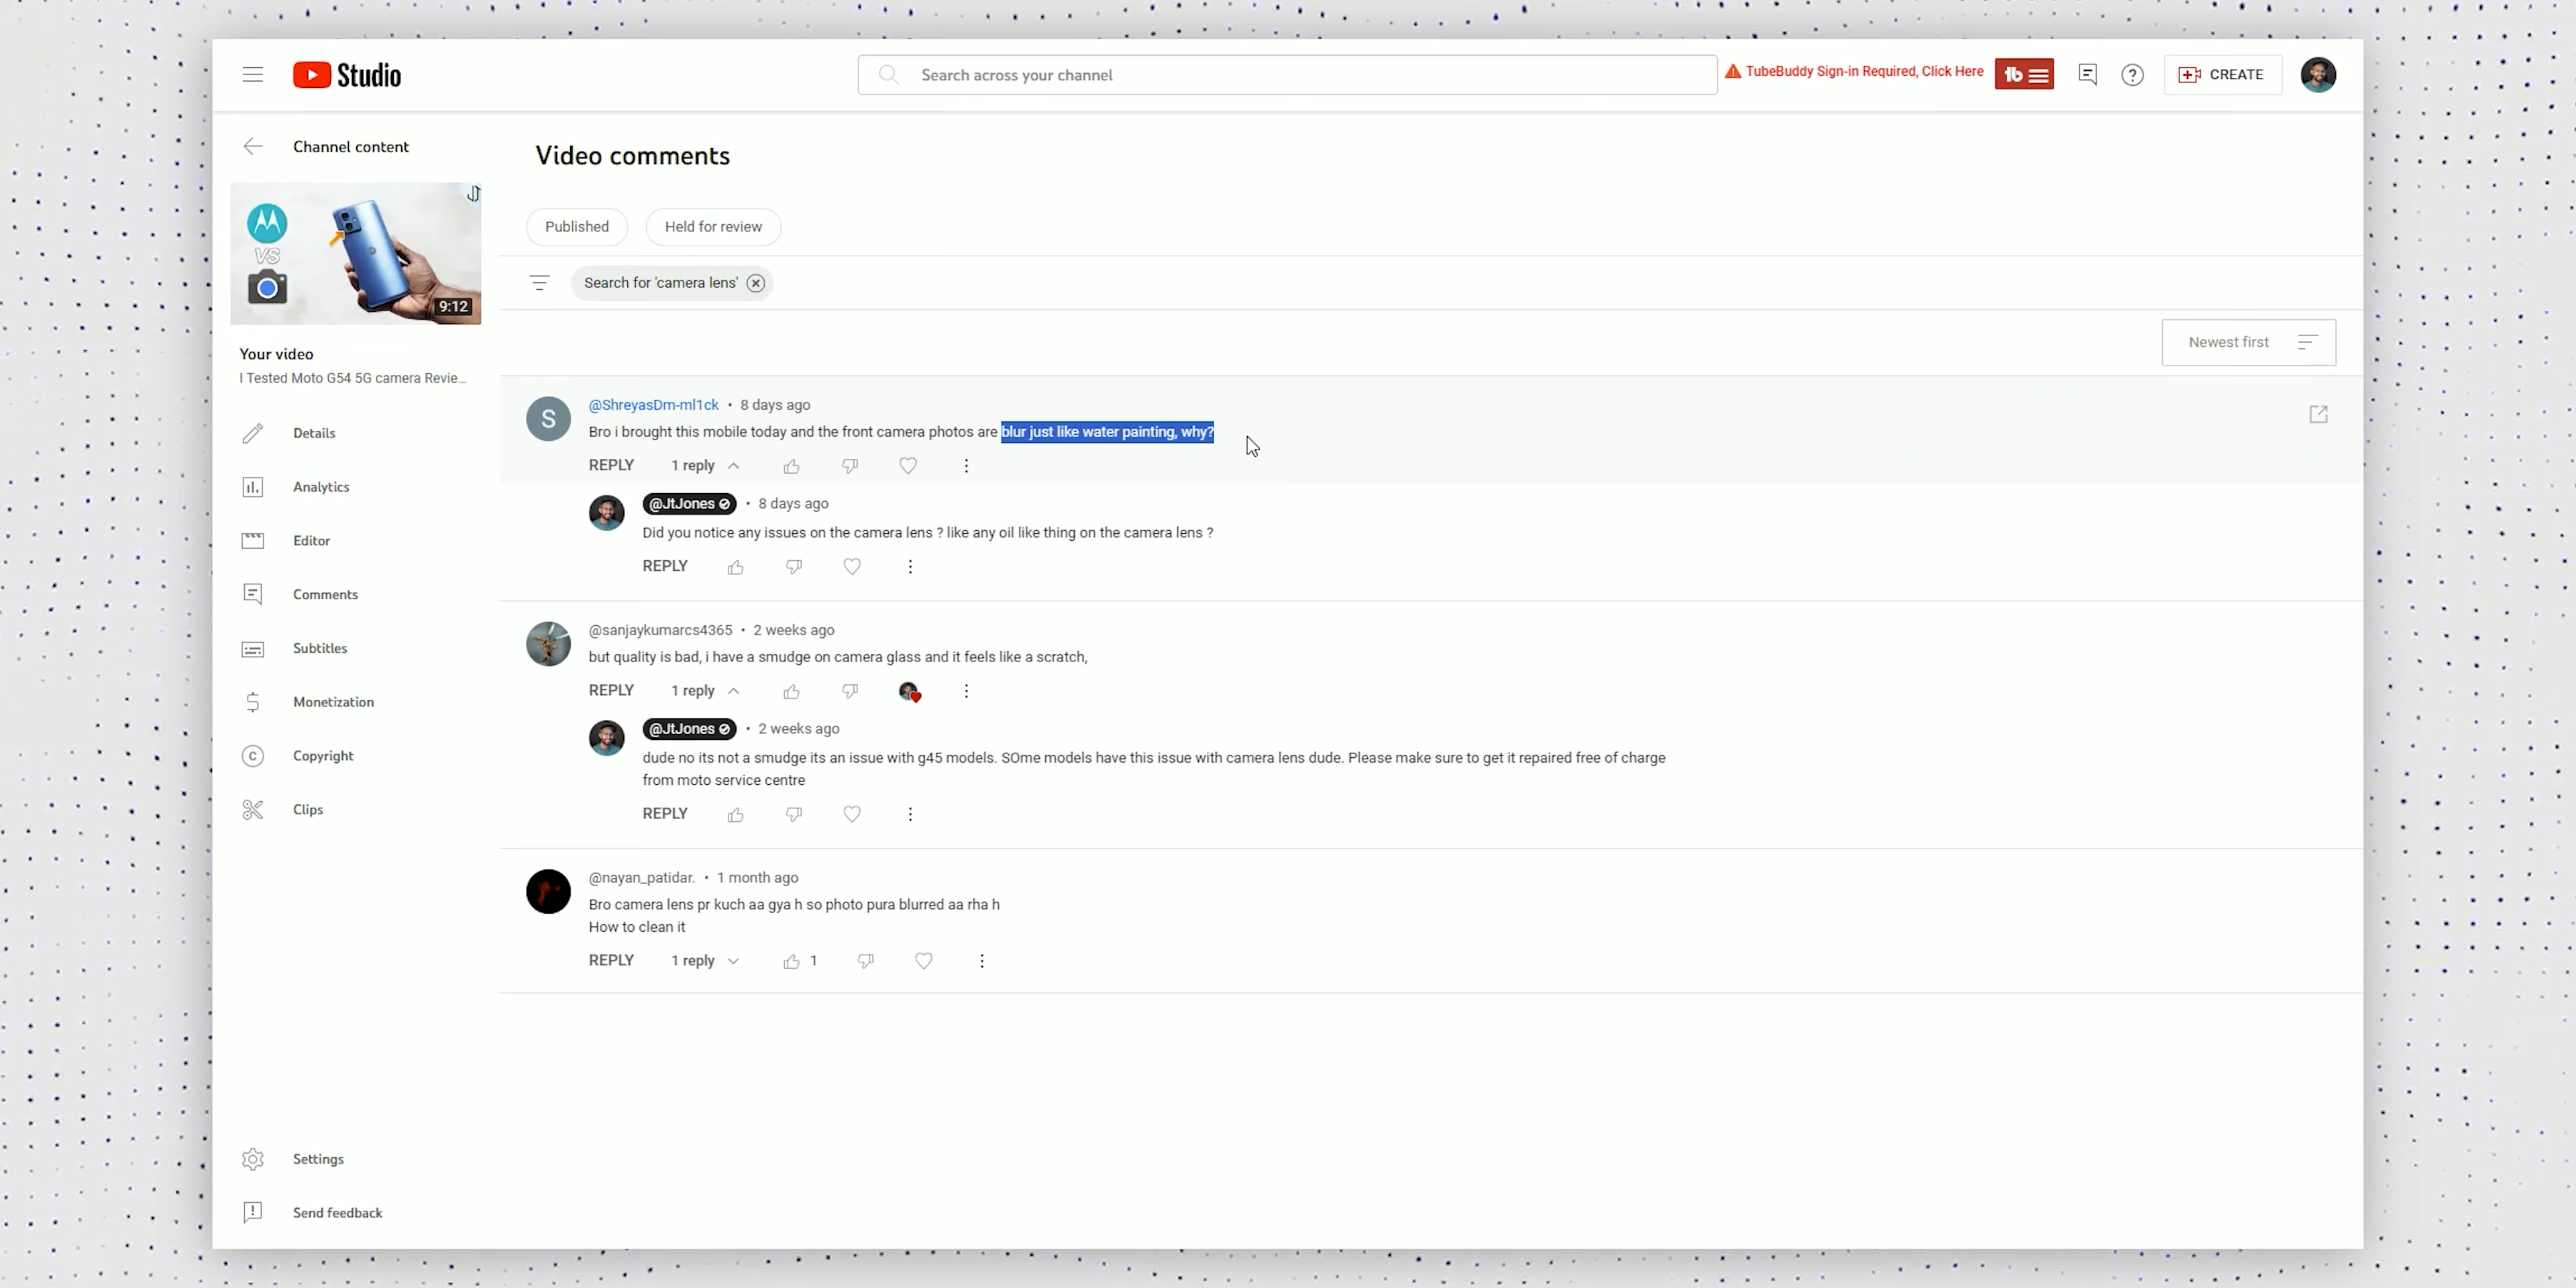 Studio
Search across your channel
TubeBuddy Sign-in Required, Click Here
tb
CREATE
Channel content
VS
9:12
Your video
I Tested Moto G54 5G camera Revie...
Details
Analytics
Editor
Comments
Subtitles
Monetization
Copyright
Clips
Settings
Send feedback
Video comments
Published
Held for review
Search for 'camera lens'
Newest first
S
@ShreyasDm-ml1ck • 8 days ago
Bro i brought this mobile today and the front camera photos are blur just like water painting, why?
REPLY 1 reply
@JtJones • 8 days ago
Did you notice any issues on the camera lens ? like any oil like thing on the camera lens ?
REPLY
@sanjaykumarcs4365 • 2 weeks ago
but quality is bad, i have a smudge on camera glass and it feels like a scratch,
REPLY 1 reply
@JtJones • 2 weeks ago
dude no its not a smudge its an issue with g45 models. SOme models have this issue with camera lens dude. Please make sure to get it repaired free of charge
from moto service centre
REPLY
@nayan_patidar. • 1 month ago
Bro camera lens pr kuch aa gya h so photo pura blurred aa rha h
How to clean it
REPLY 1 reply 1